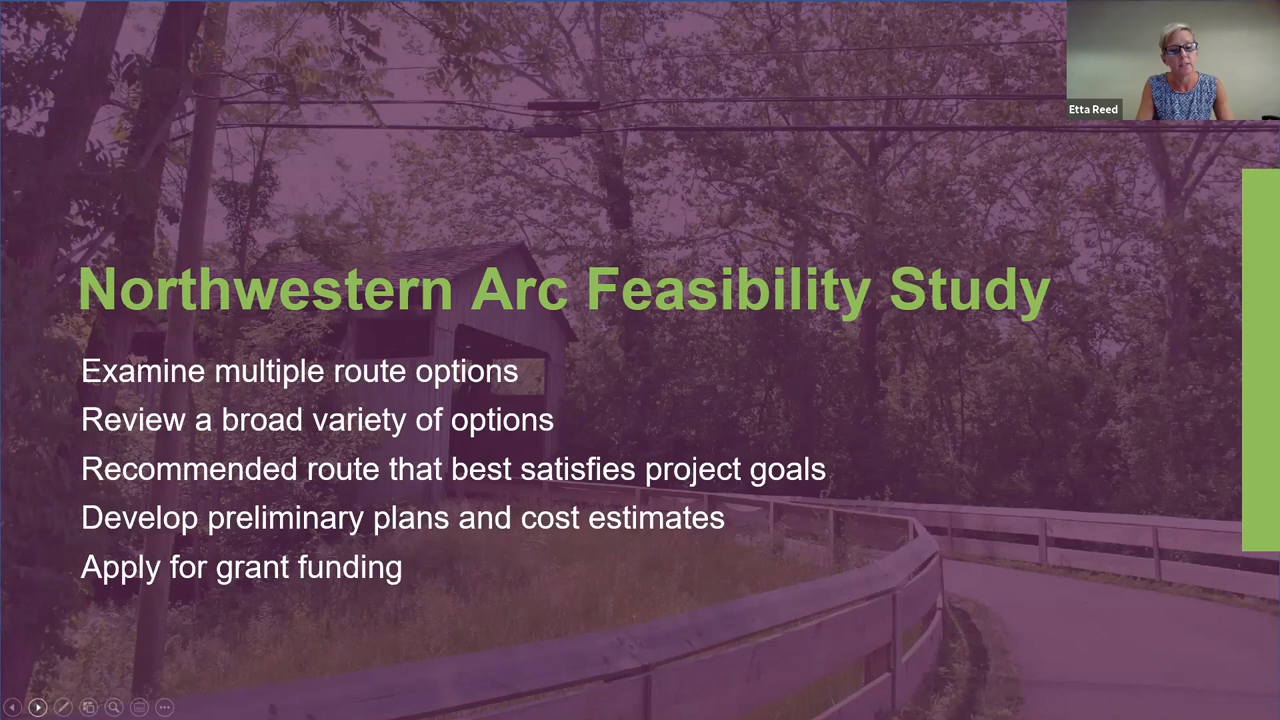 Etta Reed
Northwestern Arc Feasibility Study
Examine multiple route options
Review a broad variety of options
Recommended route that best satisfies project goals
Develop preliminary plans and cost estimates
Apply for grant funding